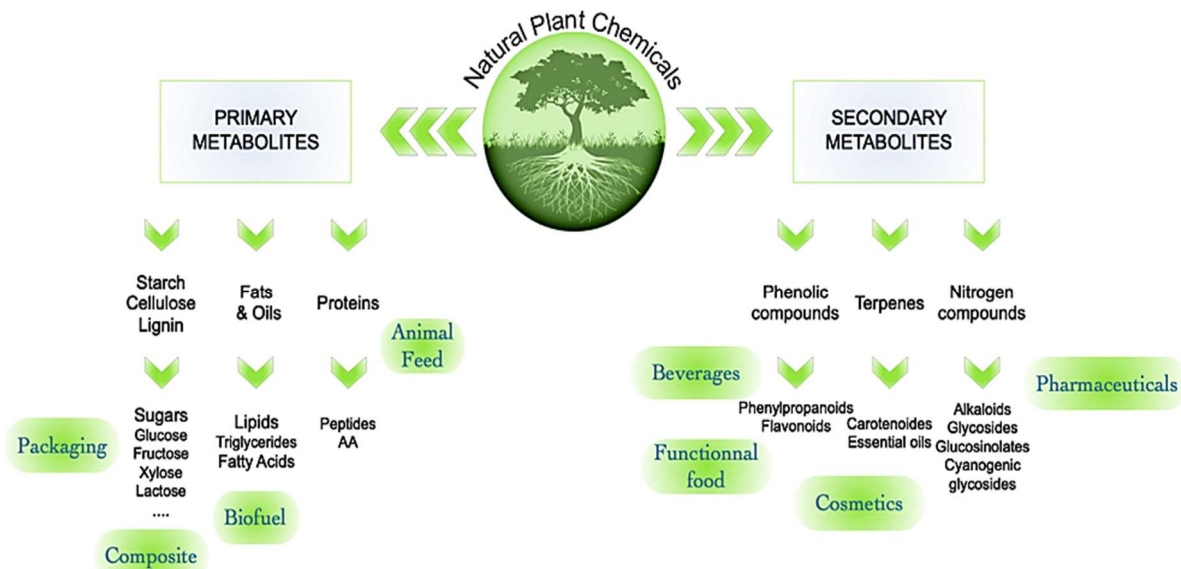 Natural Plant Chemicals
PRIMARY
METABOLITES
SECONDARY
METABOLITES
Starch
Cellulose
Lignin
Fats
& Oils
Proteins
Animal
Feed
Sugars
Glucose
Fructose
Xylose
Lactose
....
Lipids
Triglycerides
Fatty Acids
Peptides
AA
Packaging
Biofuel
Composite
Phenolic
compounds
Terpenes
Nitrogen
compounds
Beverages
Pharmaceuticals
Phenylpropanoids
Flavonoids
Carotenoides
Essential oils
Alkaloids
Glycosides
Glucosinolates
Cyanogenic
glycosides
Functionnal
food
Cosmetics